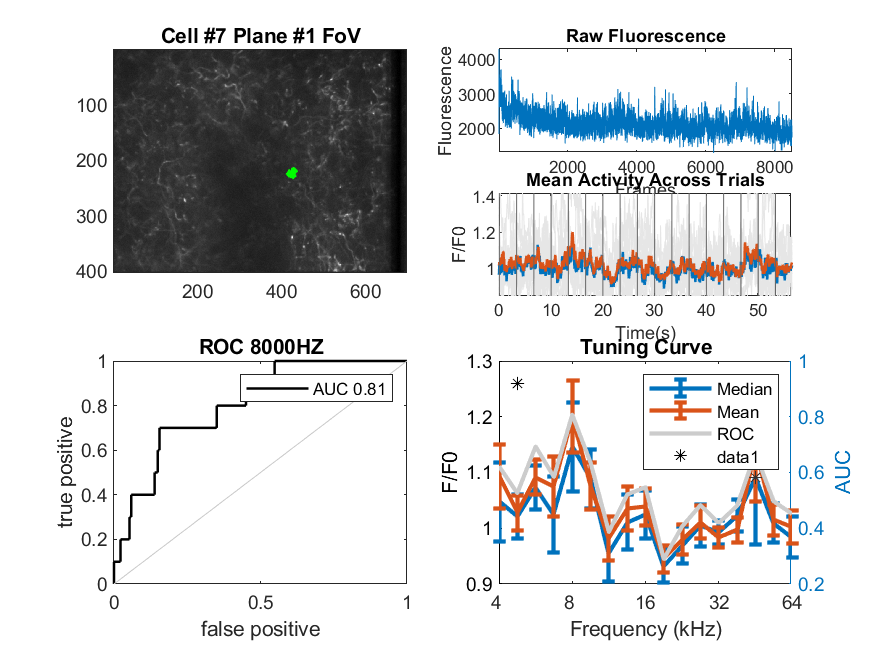 Cell #7 Plane #1 FoV
100
200
300
400
200
400
600
Raw Fluorescence
Fluorescence
4000
3000
2000
2000
4000
6000
8000
Frames
Mean Activity Across Trials
F/F0
1.4
1.2
1
0
10
20
30
40
50
Time(s)
ROC 8000HZ
true positive
1
0.8
0.6
0.4
0.2
0
AUC 0.81
0
0.5
1
false positive
Tuning Curve
F/F0
1.3
1.2
1.1
1
0.9
Median
Mean
ROC
data1
1
0.8
0.6
0.4
0.2
AUC
4
8
16
32
64
Frequency (kHz)